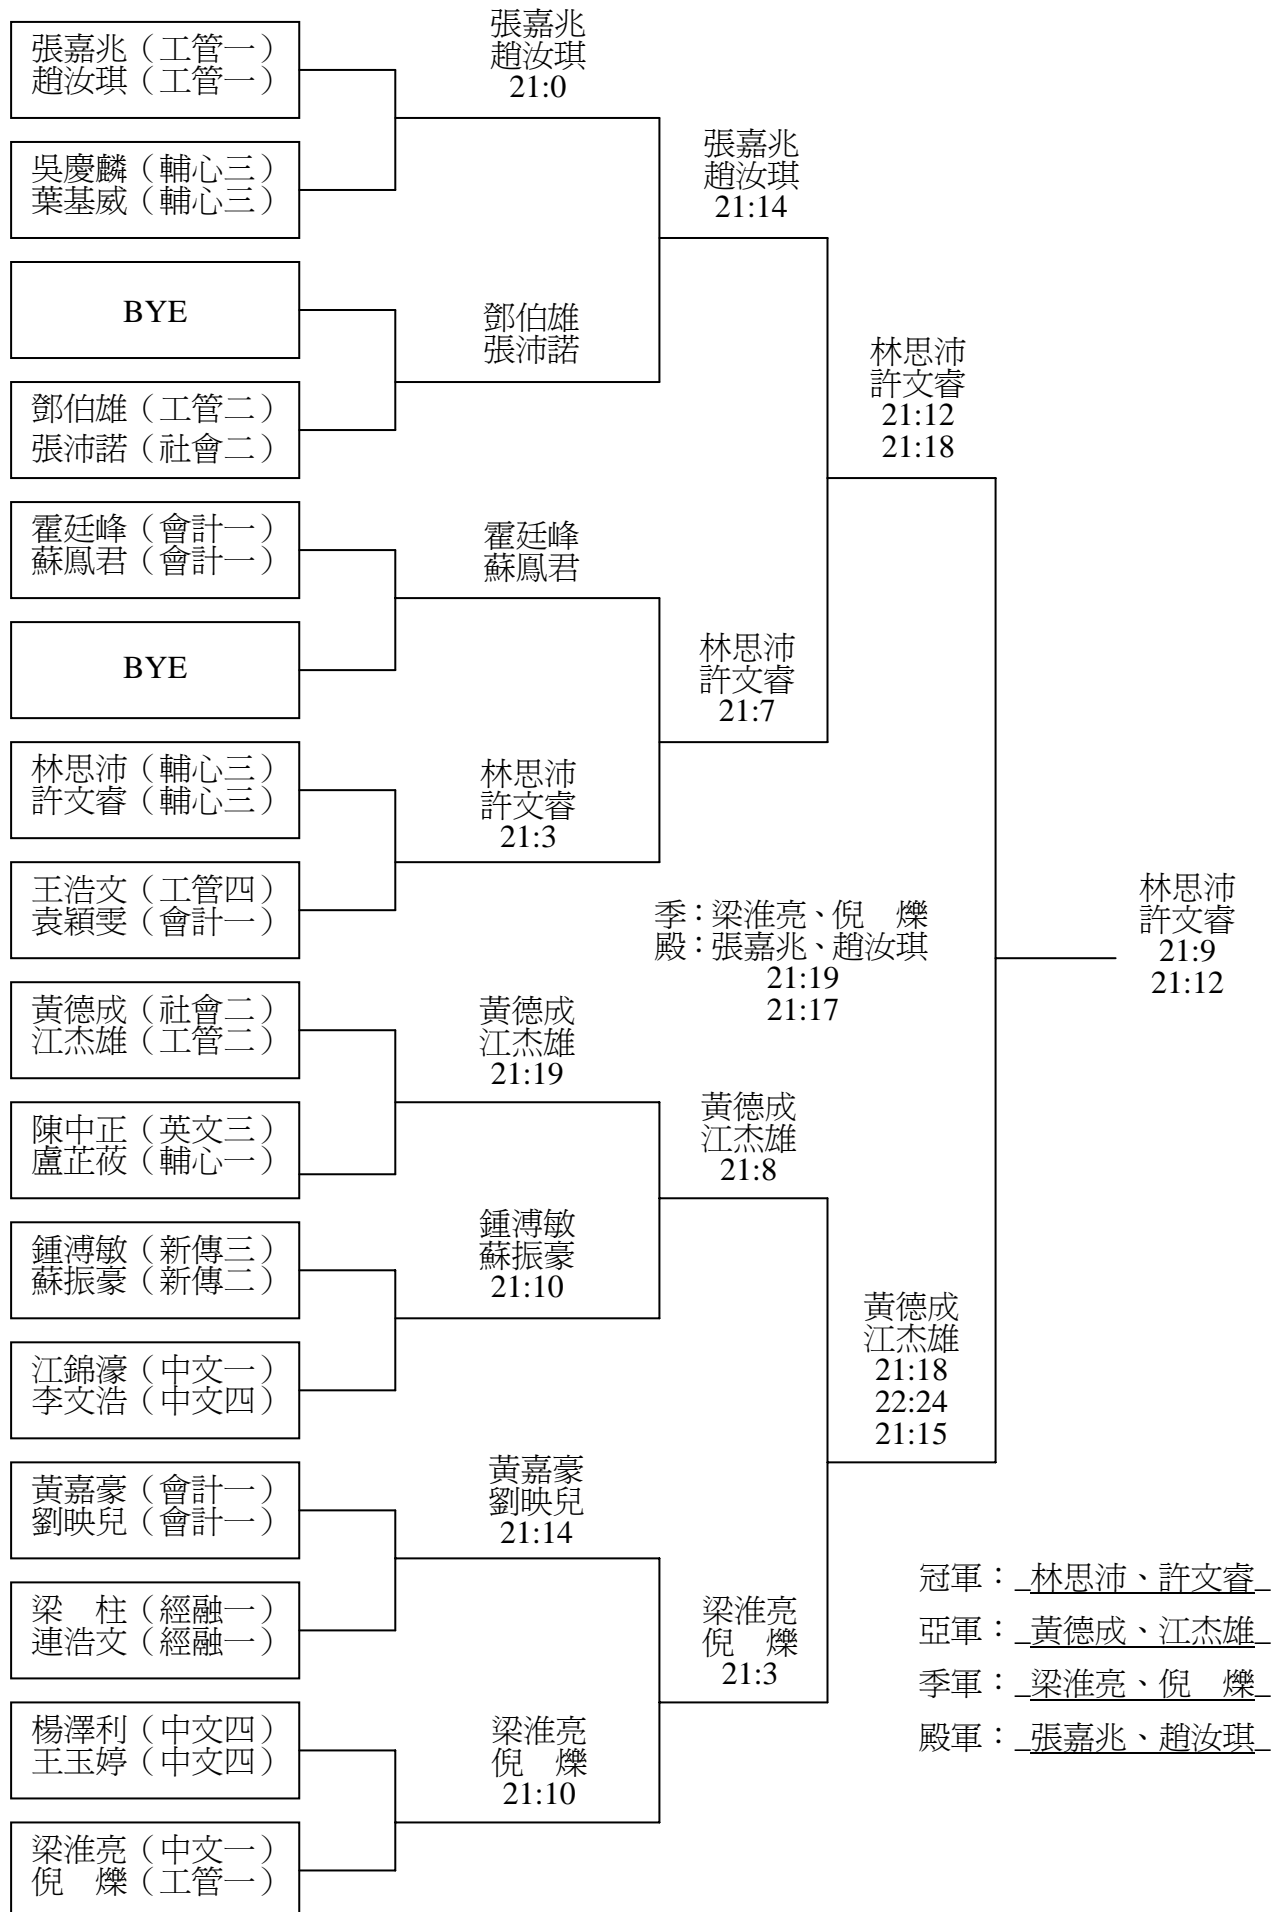 張嘉兆（工管一）
趙汝琪（工管一）
吳慶麟（輔心三）
葉基威（輔心三）
BYE
鄧伯雄（工管二）
張沛諾（社會二）
霍廷峰（會計一）
蘇鳳君（會計一）
BYE
林思沛（輔心三）
許文睿（輔心三）
王浩文（工管四）
袁穎雯（會計一）
黃德成（社會二）
江杰雄（工管二）
陳中正（英文三）
盧芷莜（輔心一）
鍾溥敏（新傳三）
蘇振豪（新傳二）
江錦濠（中文一）
李文浩（中文四）
黃嘉豪（會計一）
劉映兒（會計一）
梁　柱（經融一）
連浩文（經融一）
楊澤利（中文四）
王玉婷（中文四）
梁淮亮（中文一）
倪　爍（工管一）
張嘉兆
趙汝琪
21:0
鄧伯雄
張沛諾
霍廷峰
蘇鳳君
林思沛
許文睿
21:3
黃德成
江杰雄
21:19
鍾溥敏
蘇振豪
21:10
黃嘉豪
劉映兒
21:14
梁淮亮
倪　爍
21:10
張嘉兆
趙汝琪
21:14
林思沛
許文睿
21:7
季：梁淮亮、倪　爍
殿：張嘉兆、趙汝琪
21:19
21:17
黃德成
江杰雄
21:8
梁淮亮
倪　爍
21:3
林思沛
許文睿
21:12
21:18
黃德成
江杰雄
21:18
22:24
21:15
林思沛
許文睿
21:9
21:12
冠軍：_林思沛、許文睿_
亞軍：_黃德成、江杰雄_
季軍：_梁淮亮、倪　爍_
殿軍：_張嘉兆、趙汝琪_